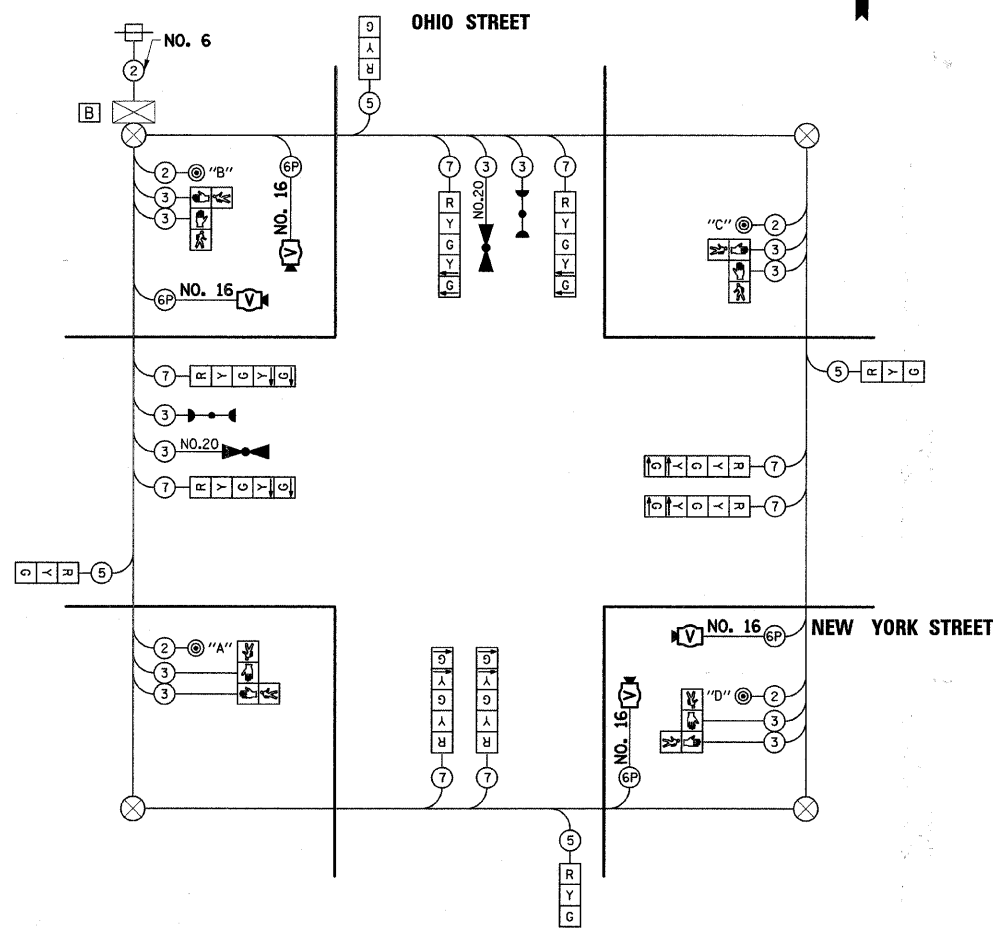 OHIO STREET
G
Y
R
NO. 6
2
5
B
7
3
3
7
6P
2 "B"
3
3
NO. 16
V
NO.20
R
Y
G
Y
G
R
Y
G
Y
G
"C" 2
3
3
6P NO. 16 V
7 R Y G Y G
5 R Y G
3
3 NO.20
7 R Y G Y G
G Y G Y R 7
G Y G Y R 7
G Y R 5
2 "A"
3
3
G
Y
G
Y
R
7
G
Y
G
Y
R
7
V NO. 16 6P
NEW YORK STREET
V
NO. 16
6P
"D" 2
3
3
5
R
Y
G